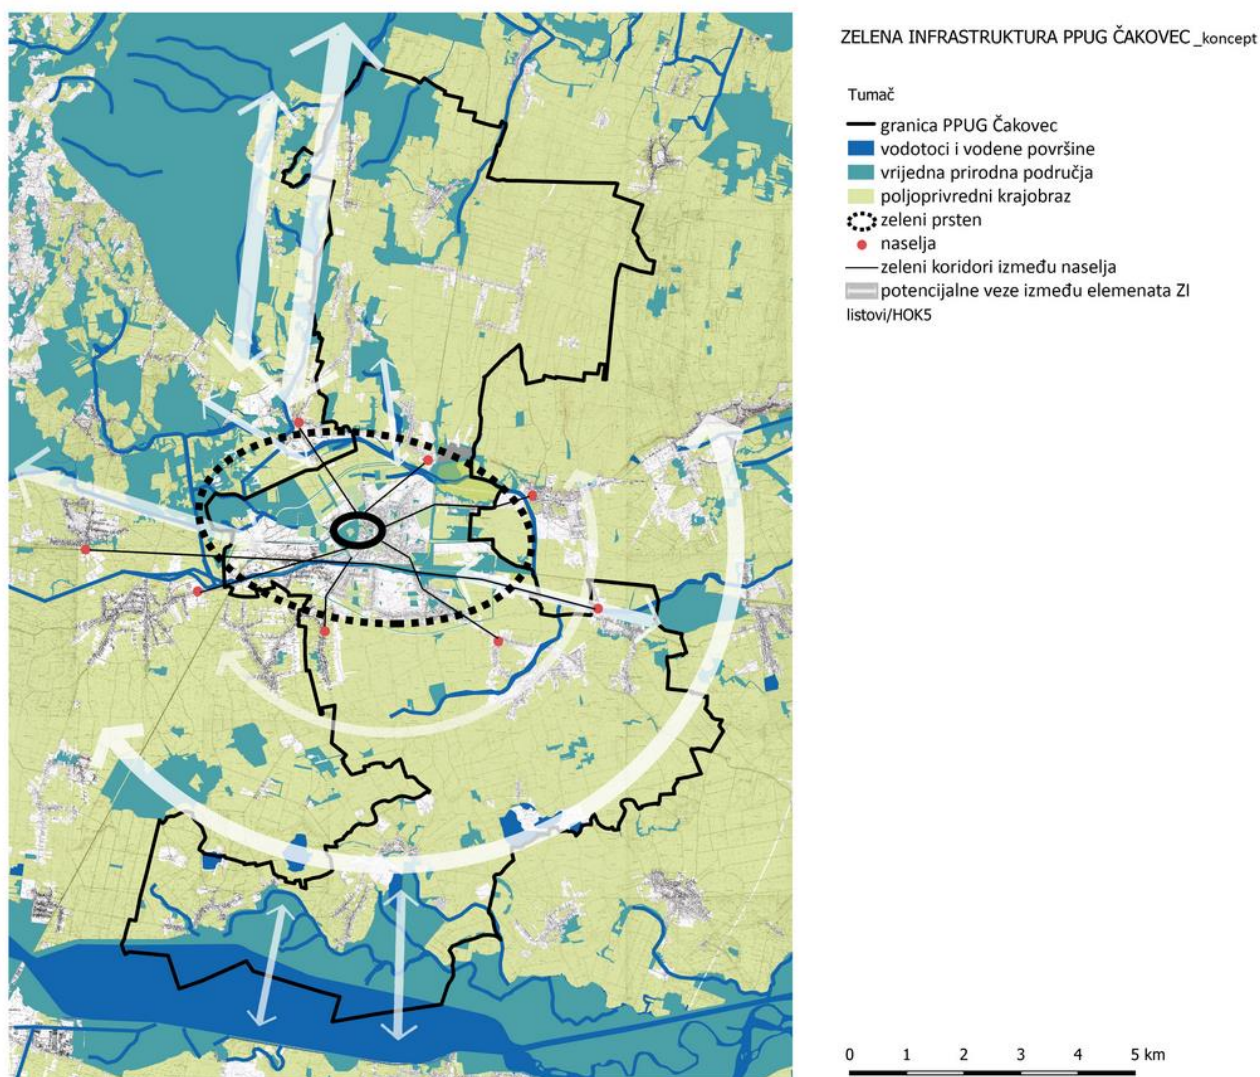 ZELENA INFRASTRUKTURA PPUG ČAKOVEC _koncept
Tumač
granica PPUG Čakovec
vodotoci i vodene površine
vrijedna prirodna područja
poljoprivredni krajobraz
zeleni prsten
naselja
zeleni koridori između naselja
potencijalne veze između elemenata ZI
listovi/HOK5
0 1 2 3 4 5 km